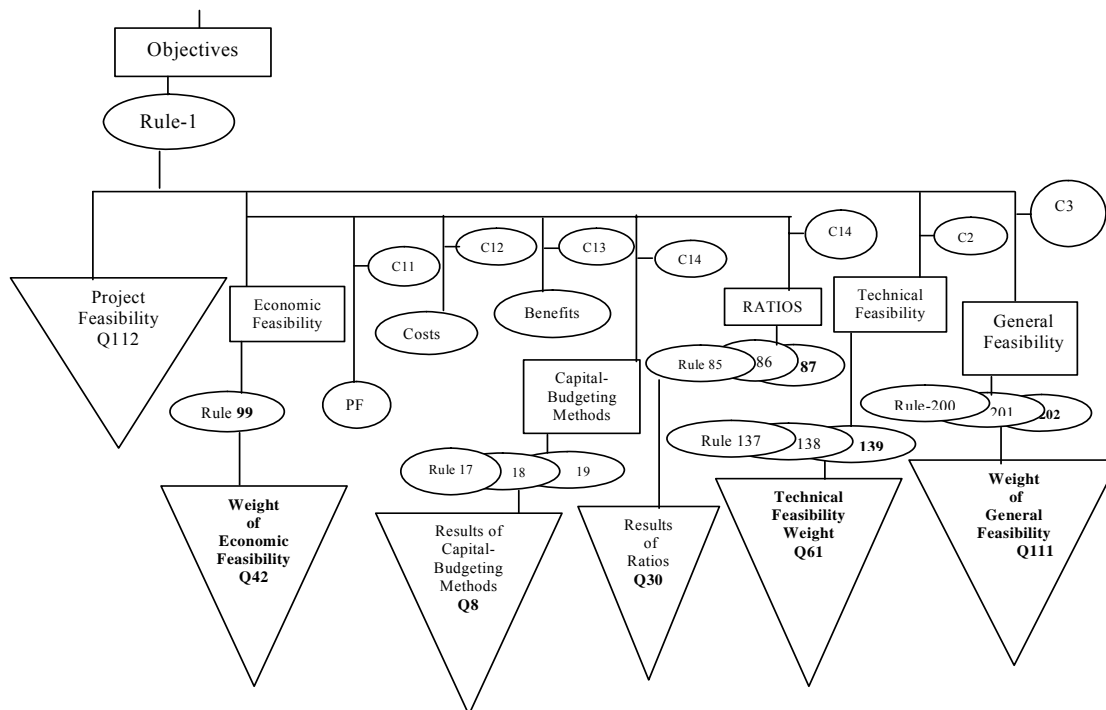 Objectives
Rule-1
C3
C14
C2
C12
C13
C14
C11
Project
Feasibility
Q112
Economic
Feasibility
Costs
Benefits
RATIOS
Technical
Feasibility
General
Feasibility
Rule 85
86
87
PF
Capital-
Budgeting
Methods
Rule 99
Rule-200
201
202
Rule 137
138
139
Rule 17
18
19
Weight
of
Economic
Feasibility
Q42
Results of
Capital-
Budgeting
Methods
Q8
Results
of
Ratios
Q30
Technical
Feasibility
Weight
Q61
Weight
of
General
Feasibility
Q111